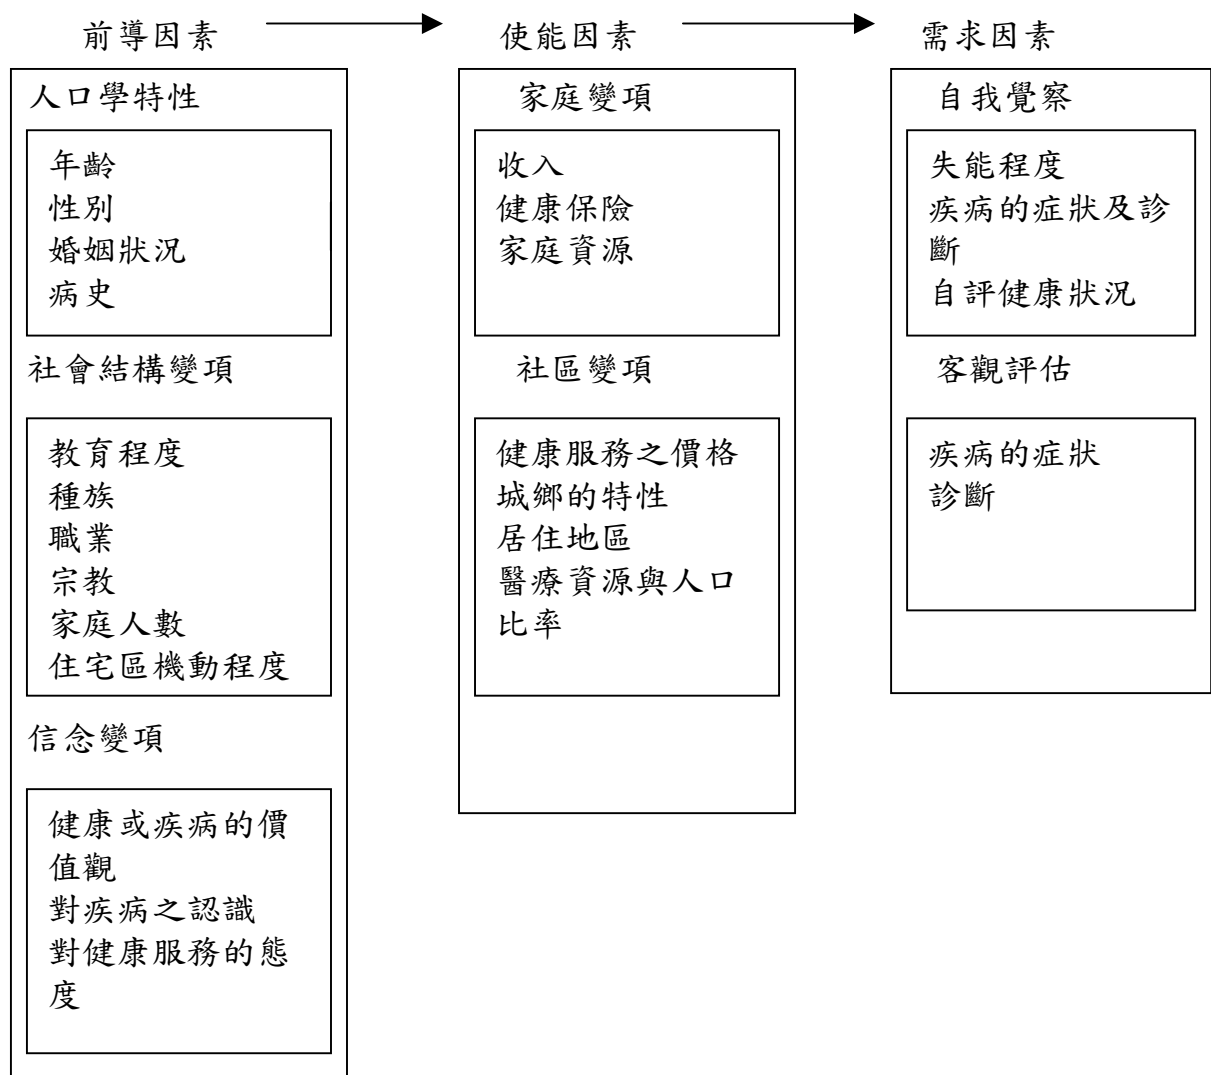 前導因素
使能因素
需求因素
人口學特性
年齡
性別
婚姻狀況
病史
社會結構變項
教育程度
種族
職業
宗教
家庭人數
住宅區機動程度
信念變項
健康或疾病的價
值觀
對疾病之認識
對健康服務的態
度
家庭變項
收入
健康保險
家庭資源
社區變項
健康服務之價格
城鄉的特性
居住地區
醫療資源與人口
比率
自我覺察
失能程度
疾病的症狀及診
斷
自評健康狀況
客觀評估
疾病的症狀
診斷